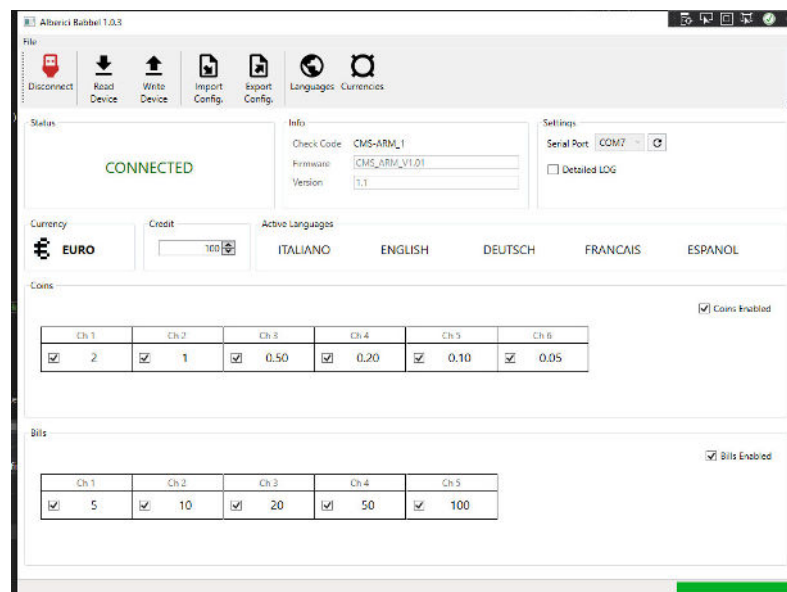 Alberici Babbel 1.0.3
File
Disconnect
Read Device
Write Device
Import Config.
Export Config.
Languages
Currencies
Status
CONNECTED
Info
Check Code CMS-ARM_1
Firmware CMS_ARM_V1.01
Version 1.1
Settings
Serial Port COM7
Detailed LOG
Currency
EURO
Credit
100
Active Languages
ITALIANO ENGLISH DEUTSCH FRANCAIS ESPANOL
Coins
Coins Enabled
Ch 1 Ch 2 Ch 3 Ch 4 Ch 5 Ch 6
2 1 0.50 0.20 0.10 0.05
Bills
Bills Enabled
Ch 1 Ch 2 Ch 3 Ch 4 Ch 5
5 10 20 50 100